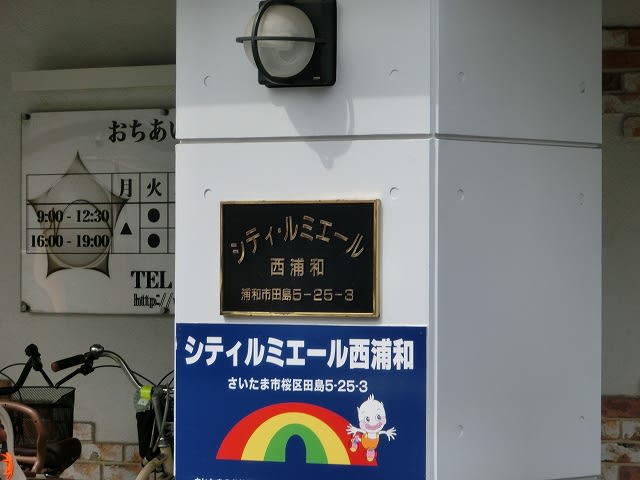 おちあい
月 火
9:00 - 12:30 ●
16:00 - 19:00 ▲ ●
TEL
http://
シティ・ルミエール
西浦和
浦和市田島5-25-3
シティルミエール西浦和
さいたま市桜区田島5-25-3